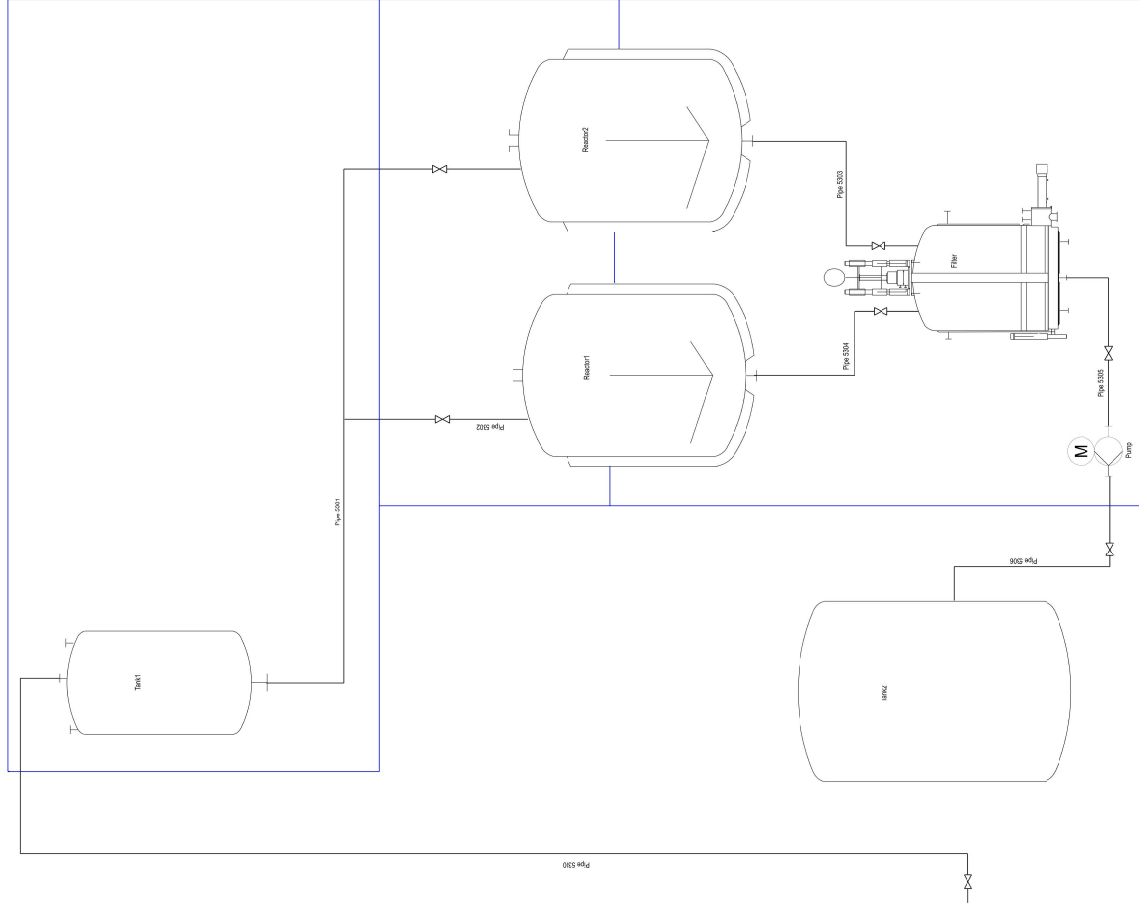 Reactor2
Pipe 5303
Filter
Reactor1
Pipe 5304
Pipe 5302
Pipe 5305
M
Pump
Pipe 5301
Pipe 5306
Tank1
Tank2
Pipe 5310